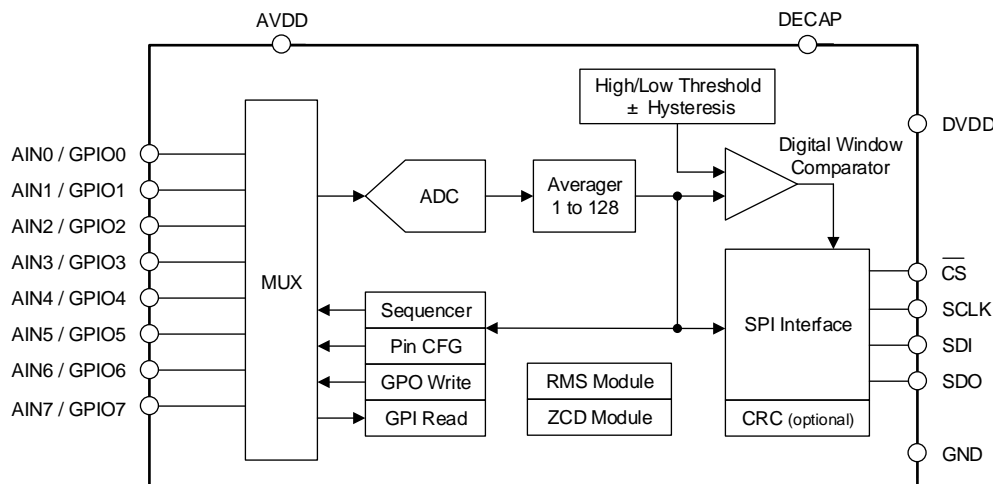 AVDD
DECAP
High/Low Threshold
± Hysteresis
DVDD
Digital Window
Comparator
AIN0 / GPIO0
AIN1 / GPIO1
AIN2 / GPIO2
AIN3 / GPIO3
AIN4 / GPIO4
AIN5 / GPIO5
AIN6 / GPIO6
AIN7 / GPIO7
MUX
ADC
Averager
1 to 128
Sequencer
Pin CFG
GPO Write
GPI Read
RMS Module
ZCD Module
SPI Interface
CRC (optional)
CS
SCLK
SDI
SDO
GND